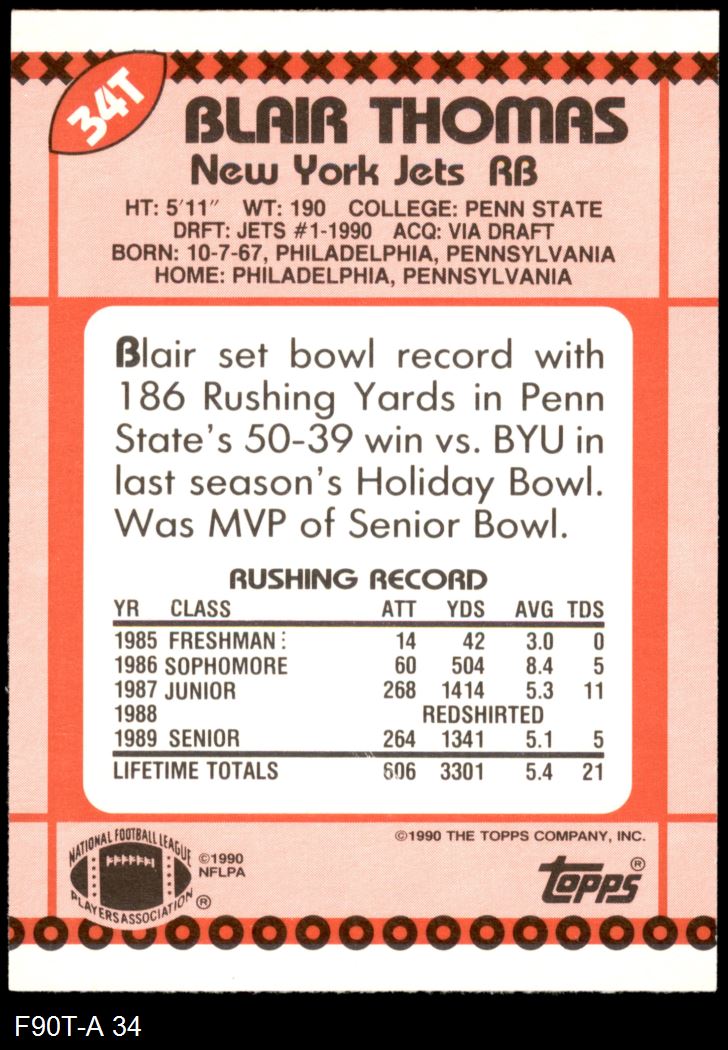 34T
BLAIR THOMAS
New York Jets RB
HT: 5'11" WT: 190 COLLEGE: PENN STATE
DRFT: JETS #1-1990 ACQ: VIA DRAFT
BORN: 10-7-67, PHILADELPHIA, PENNSYLVANIA
HOME: PHILADELPHIA, PENNSYLVANIA
Blair set bowl record with
186 Rushing Yards in Penn
State's 50-39 win vs. BYU in
last season's Holiday Bowl.
Was MVP of Senior Bowl.
RUSHING RECORD
YR CLASS ATT YDS AVG TDS
1985 FRESHMAN 14 42 3.0 0
1986 SOPHOMORE 60 504 8.4 5
1987 JUNIOR 268 1414 5.3 11
1988 REDSHIRTED
1989 SENIOR 264 1341 5.1 5
LIFETIME TOTALS 606 3301 5.4 21
©1990 THE TOPPS COMPANY, INC.
NATIONAL FOOTBALL LEAGUE
PLAYERS ASSOCIATION ®
©1990
NFLPA
Topps®
F90T-A 34